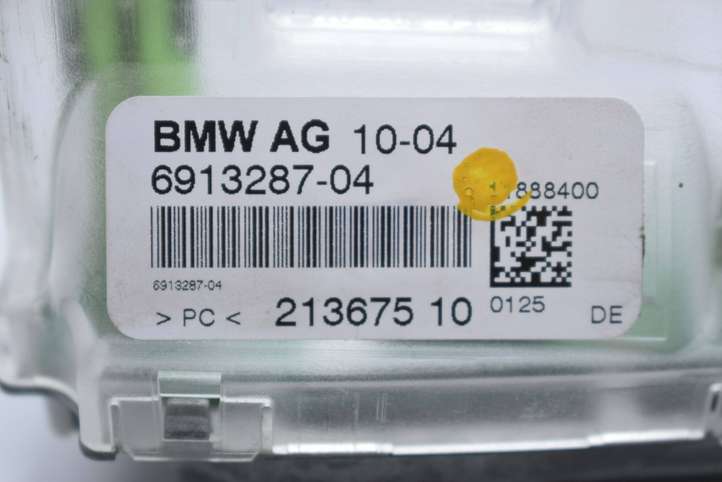 BMW AG 10-04
6913287-04
888400
6913287-04
> PC < 213675 10
0125 DE